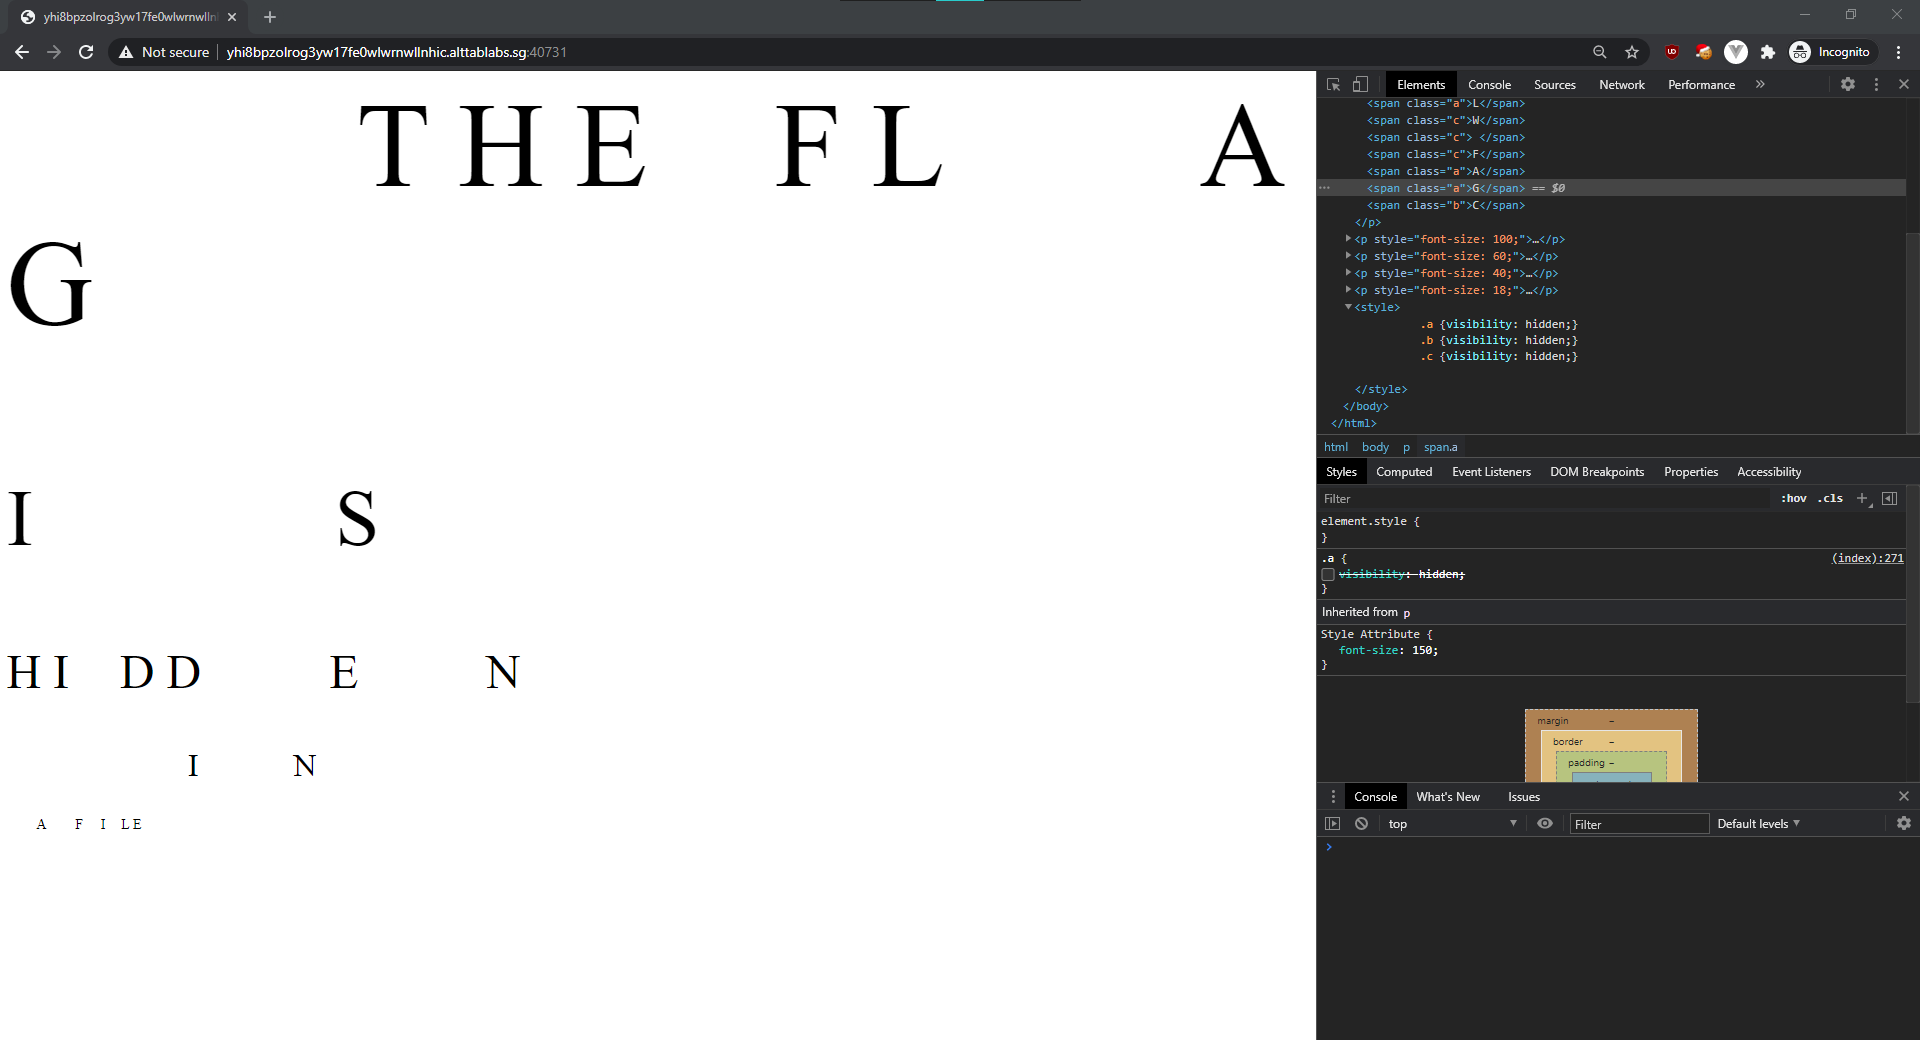 yhi8bpzolrog3yw17fe0wlwrnwlln
Not secure yhi8bpzolrog3yw17fe0wlwrnwllnhic.alttablabs.sg:40731 Incognito
T H E F L A
G
I S
H I D D E N
I N
A F I L E
Elements Console Sources Network Performance »
<span class="a">L</span>
<span class="c">W</span>
<span class="c"> </span>
<span class="c">F</span>
<span class="a">A</span>
<span class="a">G</span> == $0
<span class="b">C</span>
</p>
<p style="font-size: 100;">…</p>
<p style="font-size: 60;">…</p>
<p style="font-size: 40;">…</p>
<p style="font-size: 18;">…</p>
<style>
.a {visibility: hidden;}
.b {visibility: hidden;}
.c {visibility: hidden;}
</style>
</body>
</html>
html body p span.a
Styles Computed Event Listeners DOM Breakpoints Properties Accessibility
Filter :hov .cls +
element.style {
}
.a { (index):271
visibility: hidden;
}
Inherited from p
Style Attribute {
font-size: 150;
}
margin –
border –
padding –
Console What's New Issues
top Filter Default levels